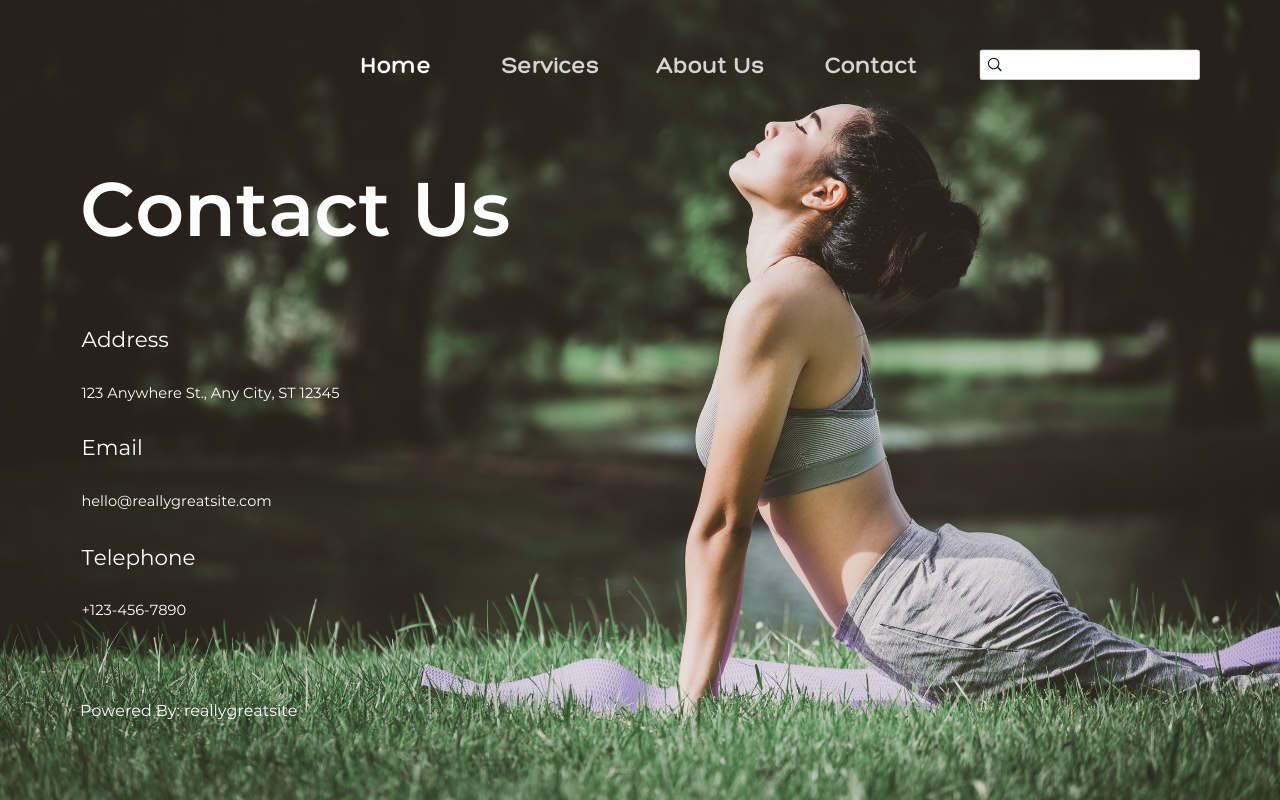 Home Services About Us Contact
Contact Us
Address
123 Anywhere St., Any City, ST 12345
Email
hello@reallygreatsite.com
Telephone
+123-456-7890
Powered By: reallygreatsite